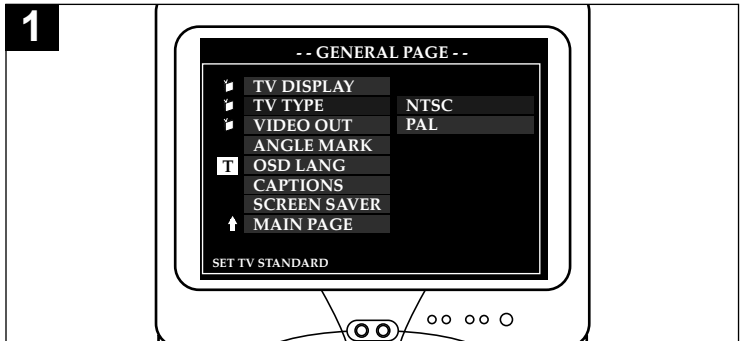 1
- - GENERAL PAGE - -
TV DISPLAY
TV TYPE NTSC
VIDEO OUT PAL
ANGLE MARK
T OSD LANG
CAPTIONS
SCREEN SAVER
MAIN PAGE
SET TV STANDARD